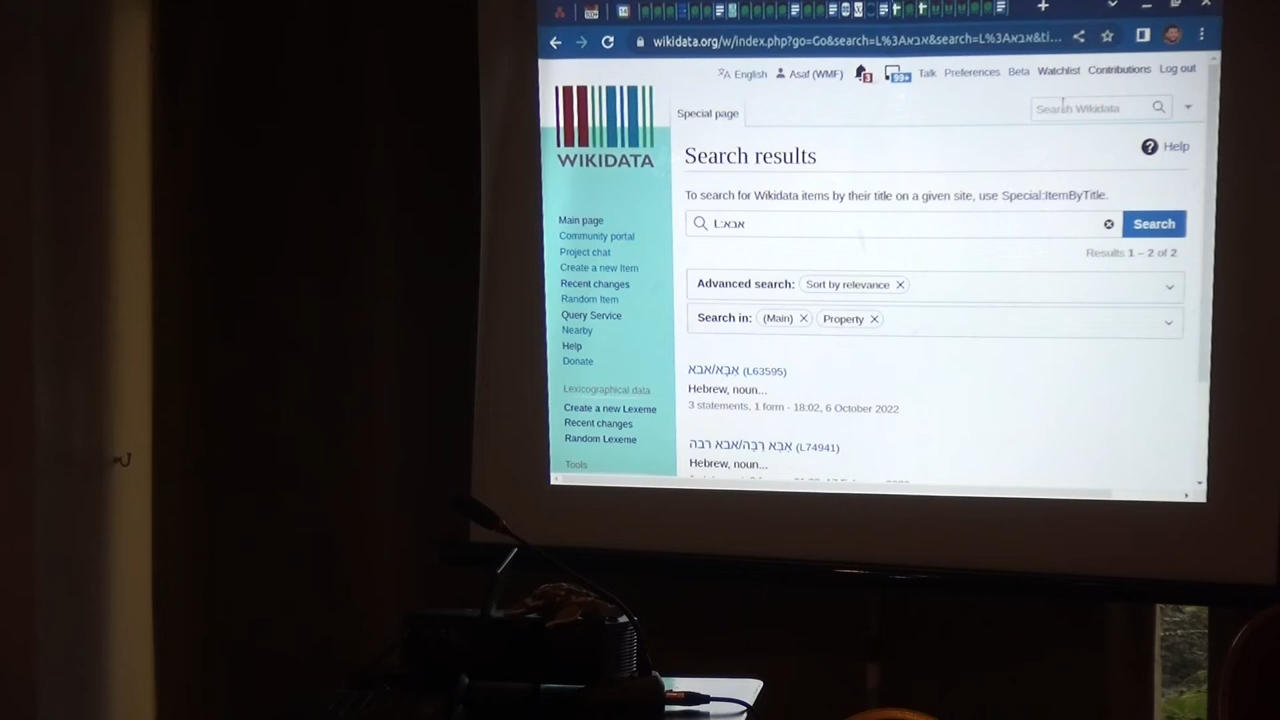 wikidata.org/w/index.php?go=Go&search=L%3Aאבא&search=L%3Aאבא&ti...
English Asaf (WMF) 3 99+ Talk Preferences Beta Watchlist Contributions Log out
Special page
Search Wikidata
WIKIDATA
Search results
Help
To search for Wikidata items by their title on a given site, use Special:ItemByTitle.
L:אבא
Search
Results 1 – 2 of 2
Advanced search: Sort by relevance
Search in: (Main) Property
אַבָּא/אבא (L63595)
Hebrew, noun...
3 statements, 1 form - 18:02, 6 October 2022
אַבָּא רַבָּה/אבא רבה (L74941)
Hebrew, noun...
Main page
Community portal
Project chat
Create a new Item
Recent changes
Random Item
Query Service
Nearby
Help
Donate
Lexicographical data
Create a new Lexeme
Recent changes
Random Lexeme
Tools